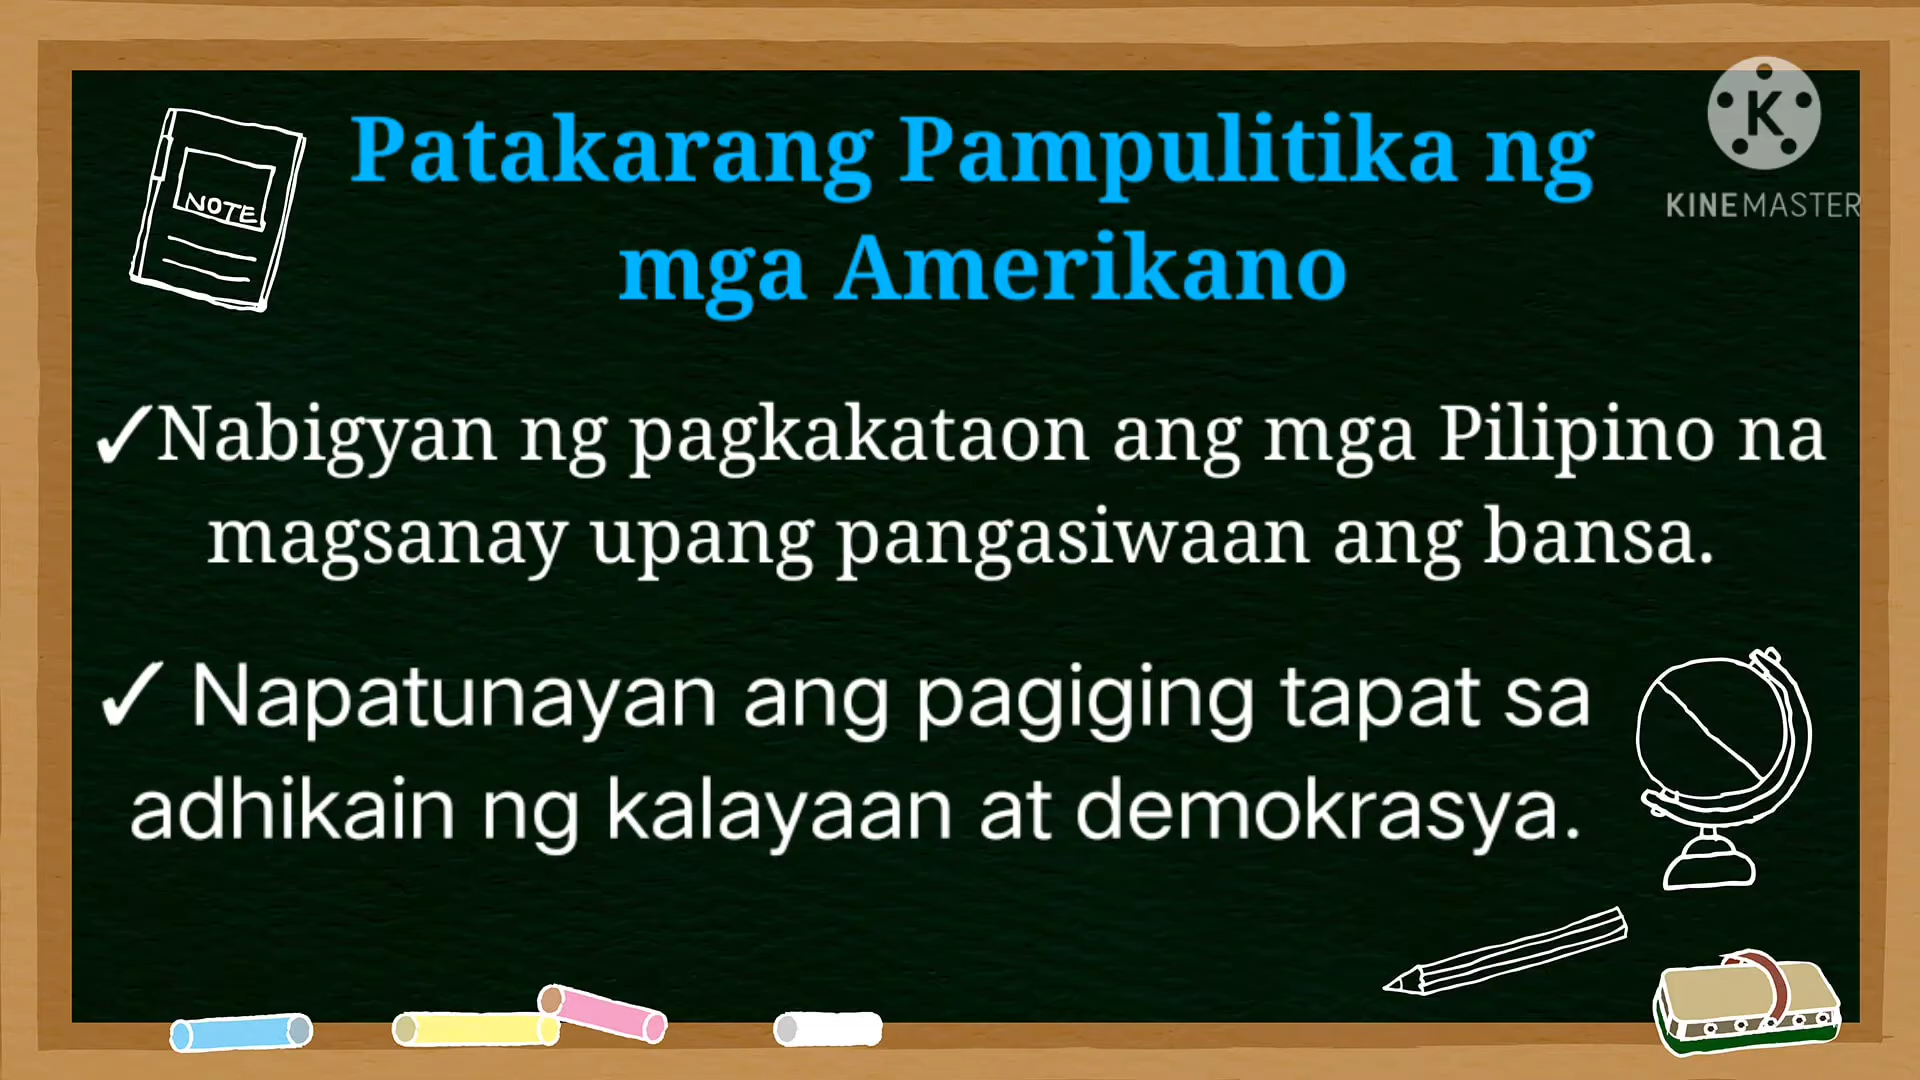 NOTE
Patakarang Pampulitika ng
mga Amerikano
K
KINEMASTER
✓Nabigyan ng pagkakataon ang mga Pilipino na
magsanay upang pangasiwaan ang bansa.
✓ Napatunayan ang pagiging tapat sa
adhikain ng kalayaan at demokrasya.